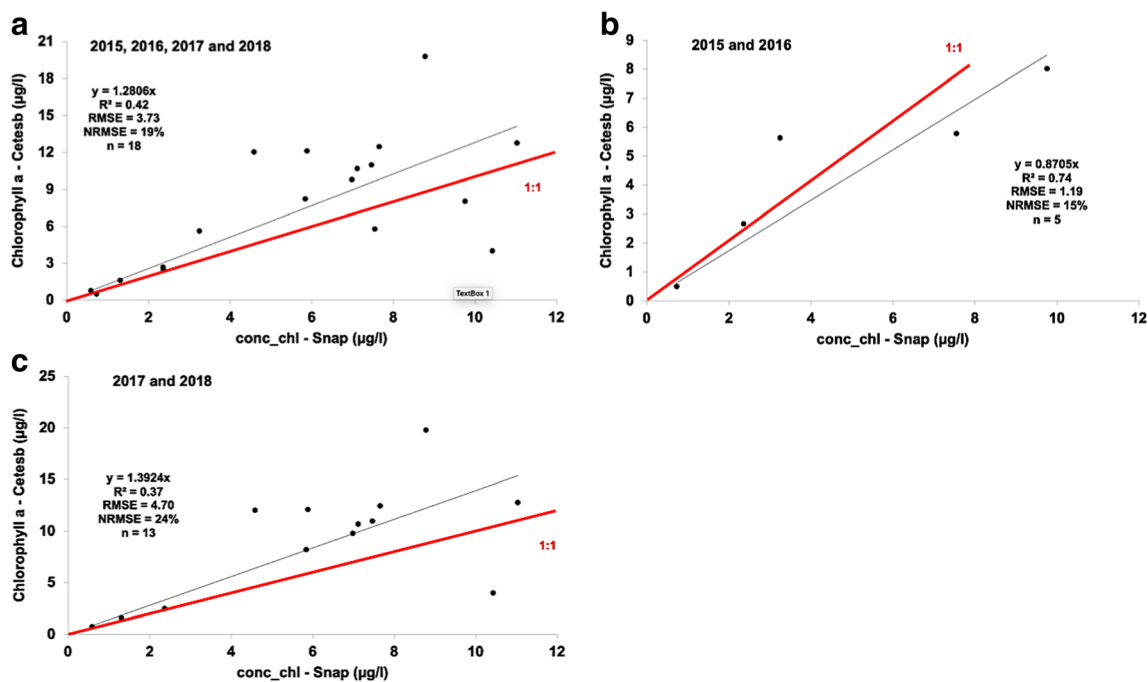 a
2015, 2016, 2017 and 2018
y = 1.2806x
R² = 0.42
RMSE = 3.73
NRMSE = 19%
n = 18
Chlorophyll a - Cetesb (µg/l)
21
18
15
12
9
6
3
0
1:1
TextBox 1
0 2 4 6 8 10 12
conc_chl - Snap (µg/l)
b
2015 and 2016
1:1
y = 0.8705x
R² = 0.74
RMSE = 1.19
NRMSE = 15%
n = 5
Chlorophyll a - Cetesb (µg/l)
9
8
7
6
5
4
3
2
1
0
0 2 4 6 8 10 12
conc_chl - Snap (µg/l)
c
2017 and 2018
y = 1.3924x
R² = 0.37
RMSE = 4.70
NRMSE = 24%
n = 13
Chlorophyll a - Cetesb (µg/l)
25
20
15
10
5
0
1:1
0 2 4 6 8 10 12
conc_chl - Snap (µg/l)